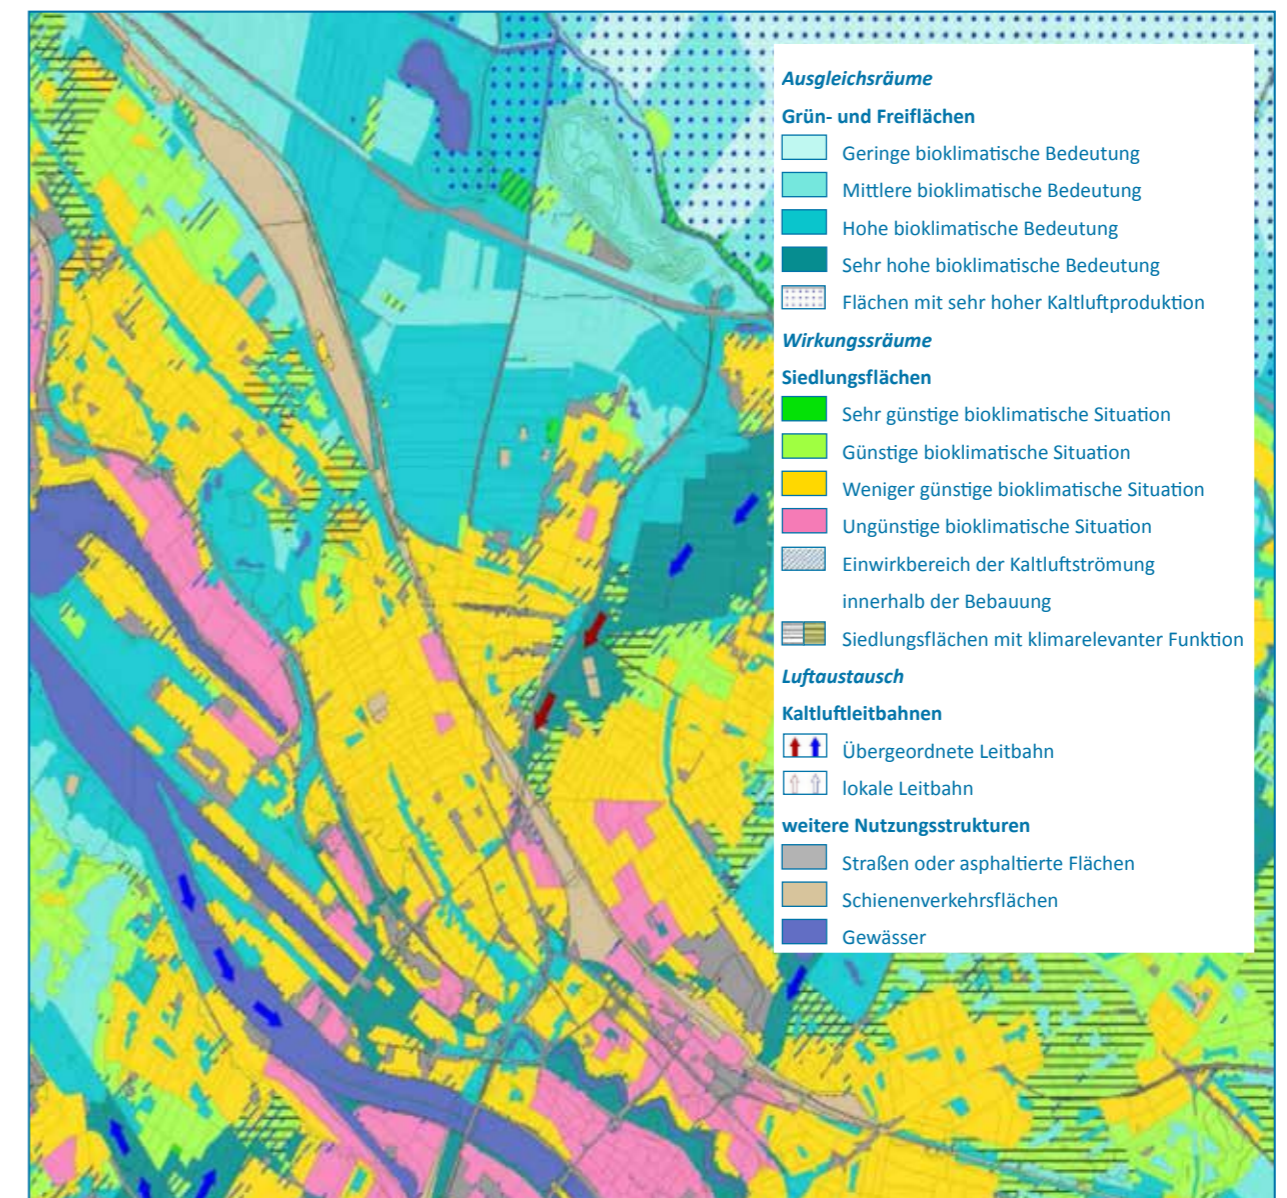 Ausgleichsräume
Grün- und Freiflächen
Geringe bioklimatische Bedeutung
Mittlere bioklimatische Bedeutung
Hohe bioklimatische Bedeutung
Sehr hohe bioklimatische Bedeutung
Flächen mit sehr hoher Kaltluftproduktion
Wirkungssräume
Siedlungsflächen
Sehr günstige bioklimatische Situation
Günstige bioklimatische Situation
Weniger günstige bioklimatische Situation
Ungünstige bioklimatische Situation
Einwirkbereich der Kaltluftströmung
innerhalb der Bebauung
Siedlungsflächen mit klimarelevanter Funktion
Luftaustausch
Kaltluftleitbahnen
Übergeordnete Leitbahn
lokale Leitbahn
weitere Nutzungsstrukturen
Straßen oder asphaltierte Flächen
Schienenverkehrsflächen
Gewässer